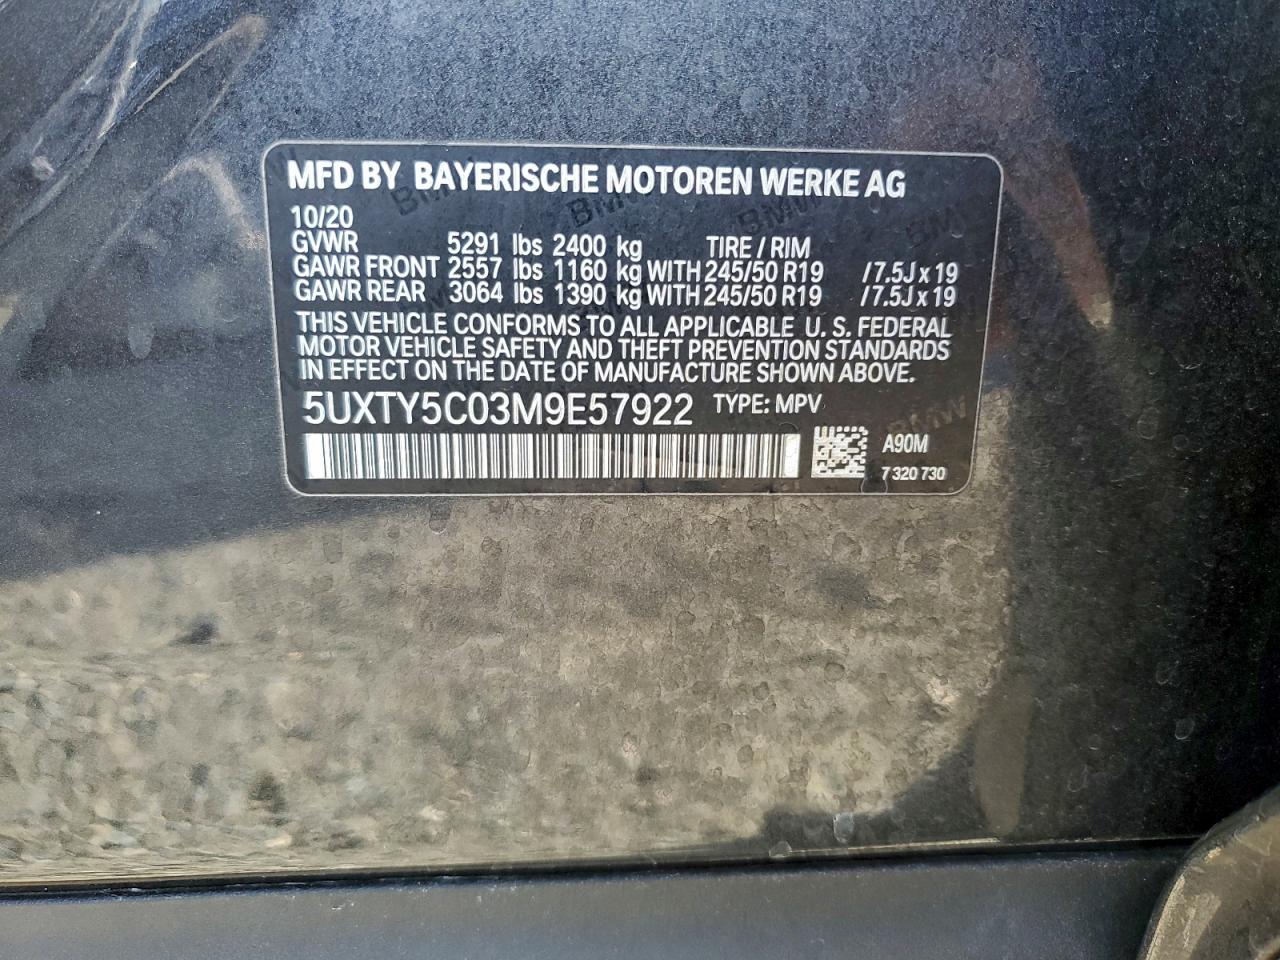 MFD BY BAYERISCHE MOTOREN WERKE AG
10/20
GVWR 5291 lbs 2400 kg TIRE / RIM
GAWR FRONT 2557 lbs 1160 kg WITH 245/50 R19 /7.5J x 19
GAWR REAR 3064 lbs 1390 kg WITH 245/50 R19 /7.5J x 19
THIS VEHICLE CONFORMS TO ALL APPLICABLE U. S. FEDERAL
MOTOR VEHICLE SAFETY AND THEFT PREVENTION STANDARDS
IN EFFECT ON THE DATE OF MANUFACTURE SHOWN ABOVE.
5UXTY5C03M9E57922 TYPE: MPV
A90M
7 320 730